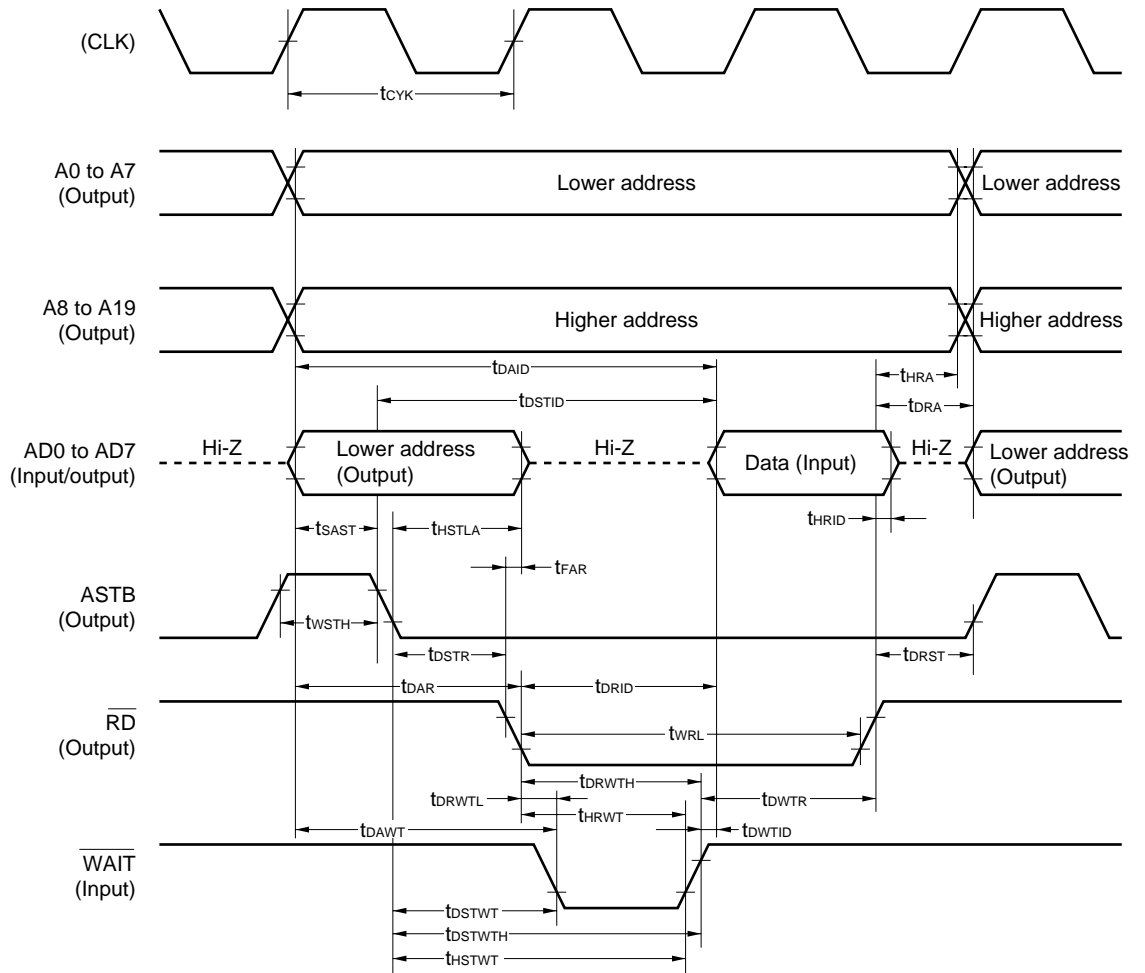 (CLK)
tCYK
A0 to A7
(Output)
Lower address
Lower address
A8 to A19
(Output)
Higher address
Higher address
tDAID
tHRA
tDSTID
tDRA
AD0 to AD7
(Input/output)
Hi-Z
Lower address
(Output)
Hi-Z
Data (Input)
Hi-Z
Lower address
(Output)
tSAST
tHSTLA
tHRID
tFAR
ASTB
(Output)
tWSTH
tDSTR
tDRST
tDAR
tDRID
RD
(Output)
tWRL
tDRWTH
tDRWTL
tDWTR
tHRWT
tDAWT
tDWTID
WAIT
(Input)
tDSTWT
tDSTWTH
tHSTWT